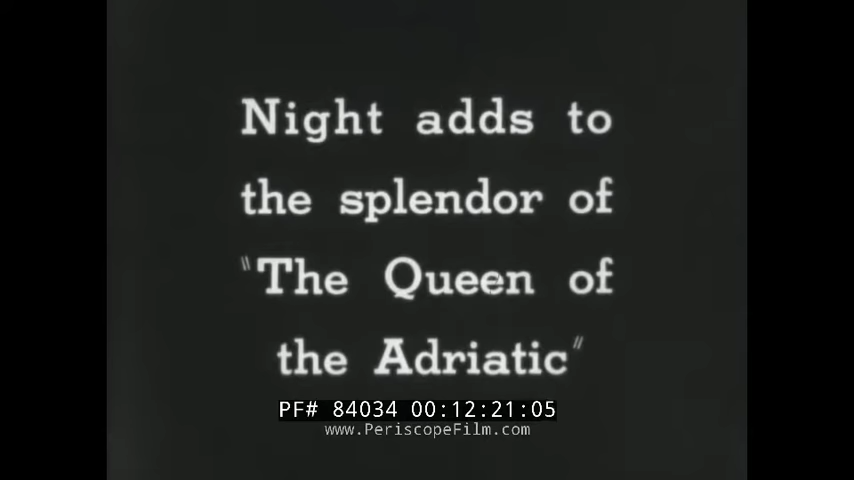 Night adds to
the splendor of
"The Queen of
the Adriatic"
PF# 84034 00:12:21:05
www.PeriscopeFilm.com